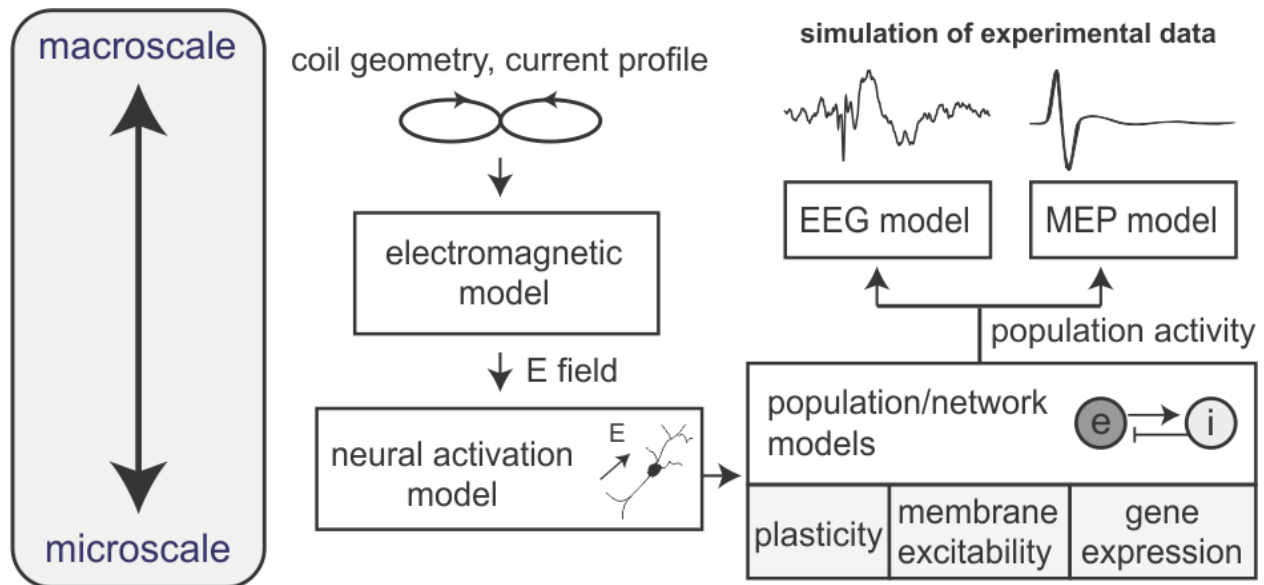 macroscale
microscale
coil geometry, current profile
electromagnetic
model
E field
neural activation
model
E
simulation of experimental data
EEG model
MEP model
population activity
population/network
models
e
i
plasticity
membrane
excitability
gene
expression